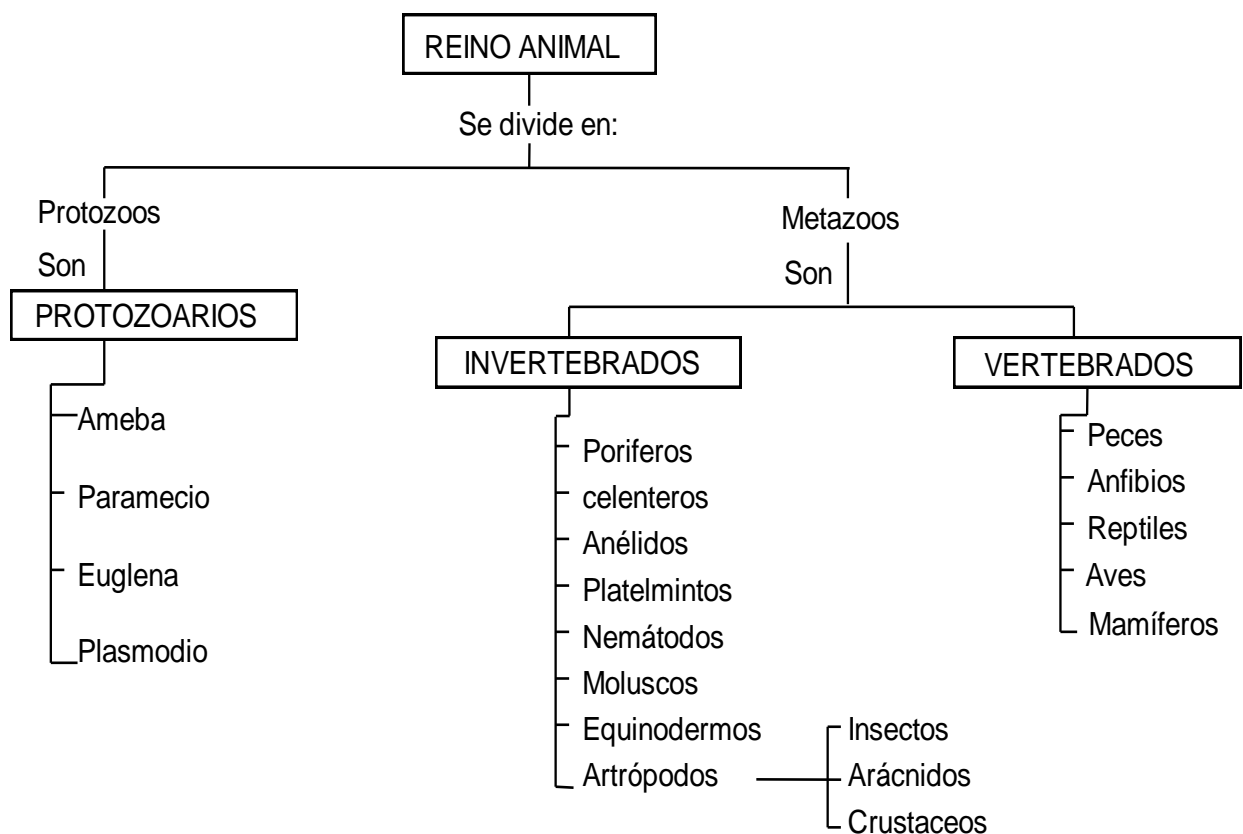 REINO ANIMAL
Se divide en:
Protozoos
Son
PROTOZOARIOS
Ameba
Paramecio
Euglena
Plasmodio
Metazoos
Son
INVERTEBRADOS
Poriferos
celenteros
Anélidos
Platelmintos
Nemátodos
Moluscos
Equinodermos
Artrópodos
Insectos
Arácnidos
Crustaceos
VERTEBRADOS
Peces
Anfibios
Reptiles
Aves
Mamíferos